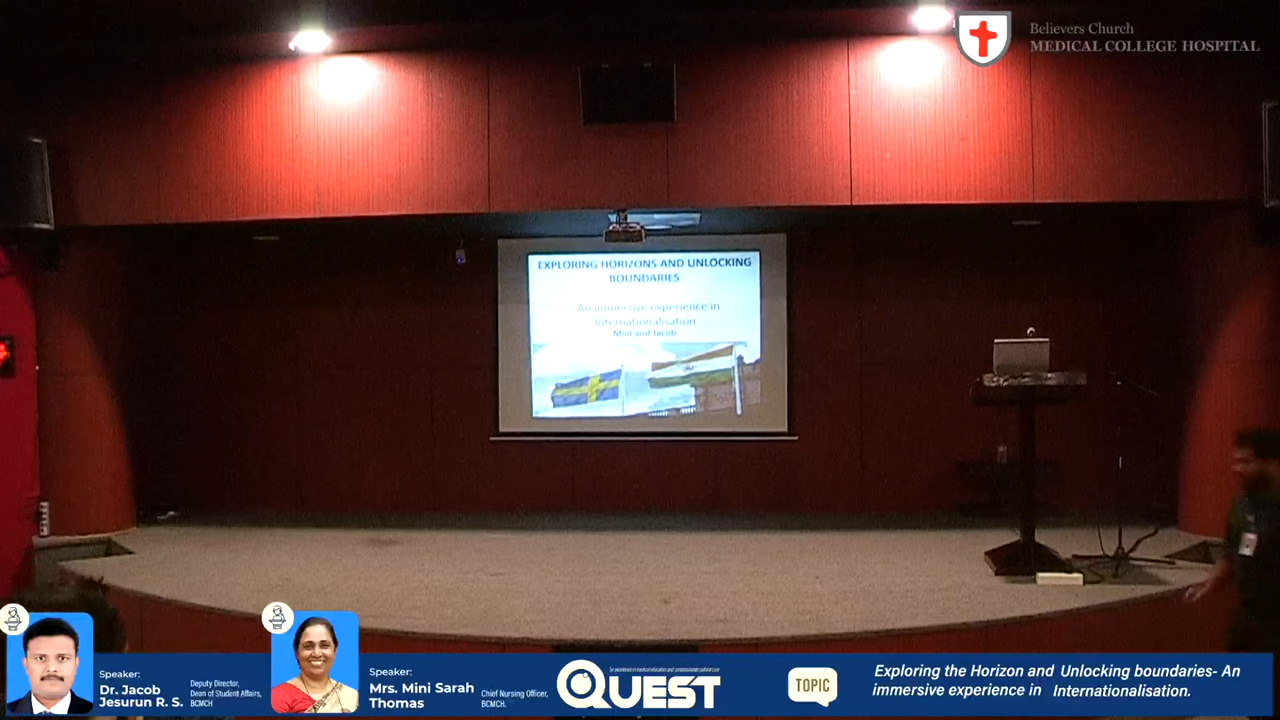 Believers Church
MEDICAL COLLEGE HOSPITAL
EXPLORING HORIZONS AND UNLOCKING
BOUNDARIES
An immersive experience in
Internationalisation
Mini and Jacob
Speaker:
Dr. Jacob
Jesurun R. S.
Deputy Director,
Dean of Student Affairs,
BCMCH
Speaker:
Mrs. Mini Sarah
Thomas
Chief Nursing Officer,
BCMCH.
QUEST
TOPIC
Exploring the Horizon and Unlocking boundaries- An
immersive experience in Internationalisation.